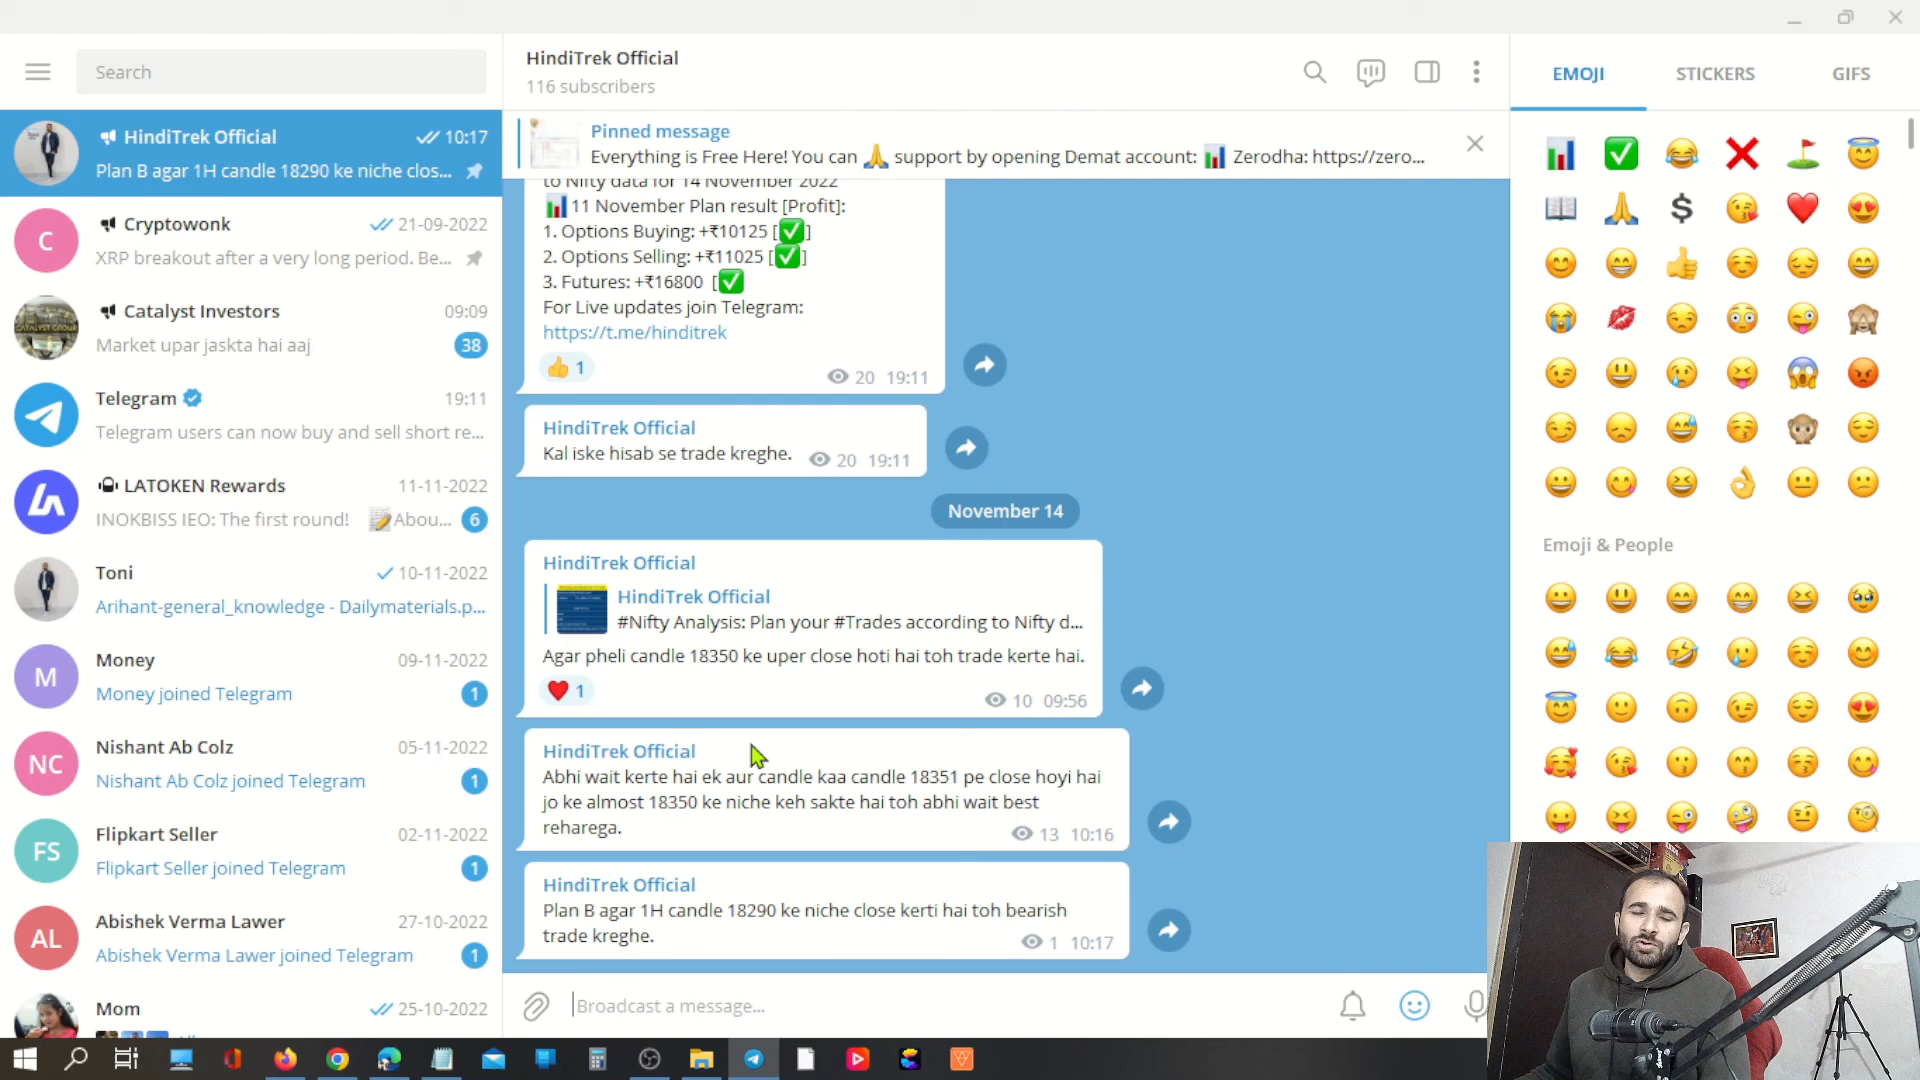 Search
HindiTrek Official
10:17
Plan B agar 1H candle 18290 ke niche clos...
C
Cryptowonk
21-09-2022
XRP breakout after a very long period. Be...
Catalyst Investors
09:09
Market upar jaskta hai aaj
38
Telegram
19:11
Telegram users can now buy and sell short re...
LATOKEN Rewards
11-11-2022
INOKBISS IEO: The first round! 📝Abou...
6
Toni
10-11-2022
Arihant-general_knowledge - Dailymaterials.p...
M
Money
09-11-2022
Money joined Telegram
1
NC
Nishant Ab Colz
05-11-2022
Nishant Ab Colz joined Telegram
1
FS
Flipkart Seller
02-11-2022
Flipkart Seller joined Telegram
1
AL
Abishek Verma Lawer
27-10-2022
Abishek Verma Lawer joined Telegram
1
Mom
25-10-2022
HindiTrek Official
116 subscribers
Pinned message
Everything is Free Here! You can 🙏 support by opening Demat account: 📊 Zerodha: https://zero...
to Nifty data for 14 November 2022
📊11 November Plan result [Profit]:
1. Options Buying: +₹10125 [✅]
2. Options Selling: +₹11025 [✅]
3. Futures: +₹16800 [✅
For Live updates join Telegram:
https://t.me/hinditrek
👍 1
20 19:11
HindiTrek Official
Kal iske hisab se trade kreghe.
20 19:11
November 14
HindiTrek Official
HindiTrek Official
#Nifty Analysis: Plan your #Trades according to Nifty d...
Agar pheli candle 18350 ke uper close hoti hai toh trade kerte hai.
❤️ 1
10 09:56
HindiTrek Official
Abhi wait kerte hai ek aur candle kaa candle 18351 pe close hoyi hai
jo ke almost 18350 ke niche keh sakte hai toh abhi wait best
reharega.
13 10:16
HindiTrek Official
Plan B agar 1H candle 18290 ke niche close kerti hai toh bearish
trade kreghe.
1 10:17
Broadcast a message...
EMOJI
STICKERS
GIFS
Emoji & People